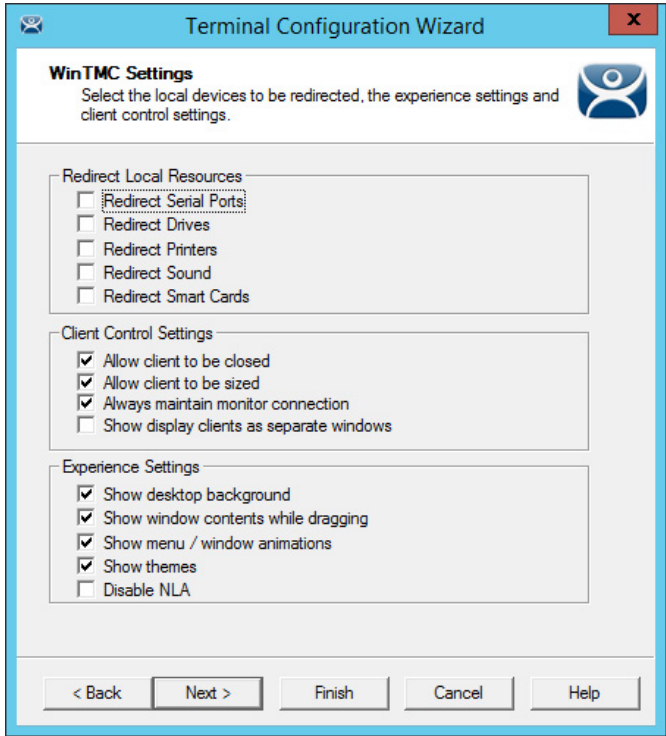 Terminal Configuration Wizard
x
WinTMC Settings
Select the local devices to be redirected, the experience settings and
client control settings.
Redirect Local Resources
Redirect Serial Ports
Redirect Drives
Redirect Printers
Redirect Sound
Redirect Smart Cards
Client Control Settings
Allow client to be closed
Allow client to be sized
Always maintain monitor connection
Show display clients as separate windows
Experience Settings
Show desktop background
Show window contents while dragging
Show menu / window animations
Show themes
Disable NLA
< Back Next > Finish Cancel Help